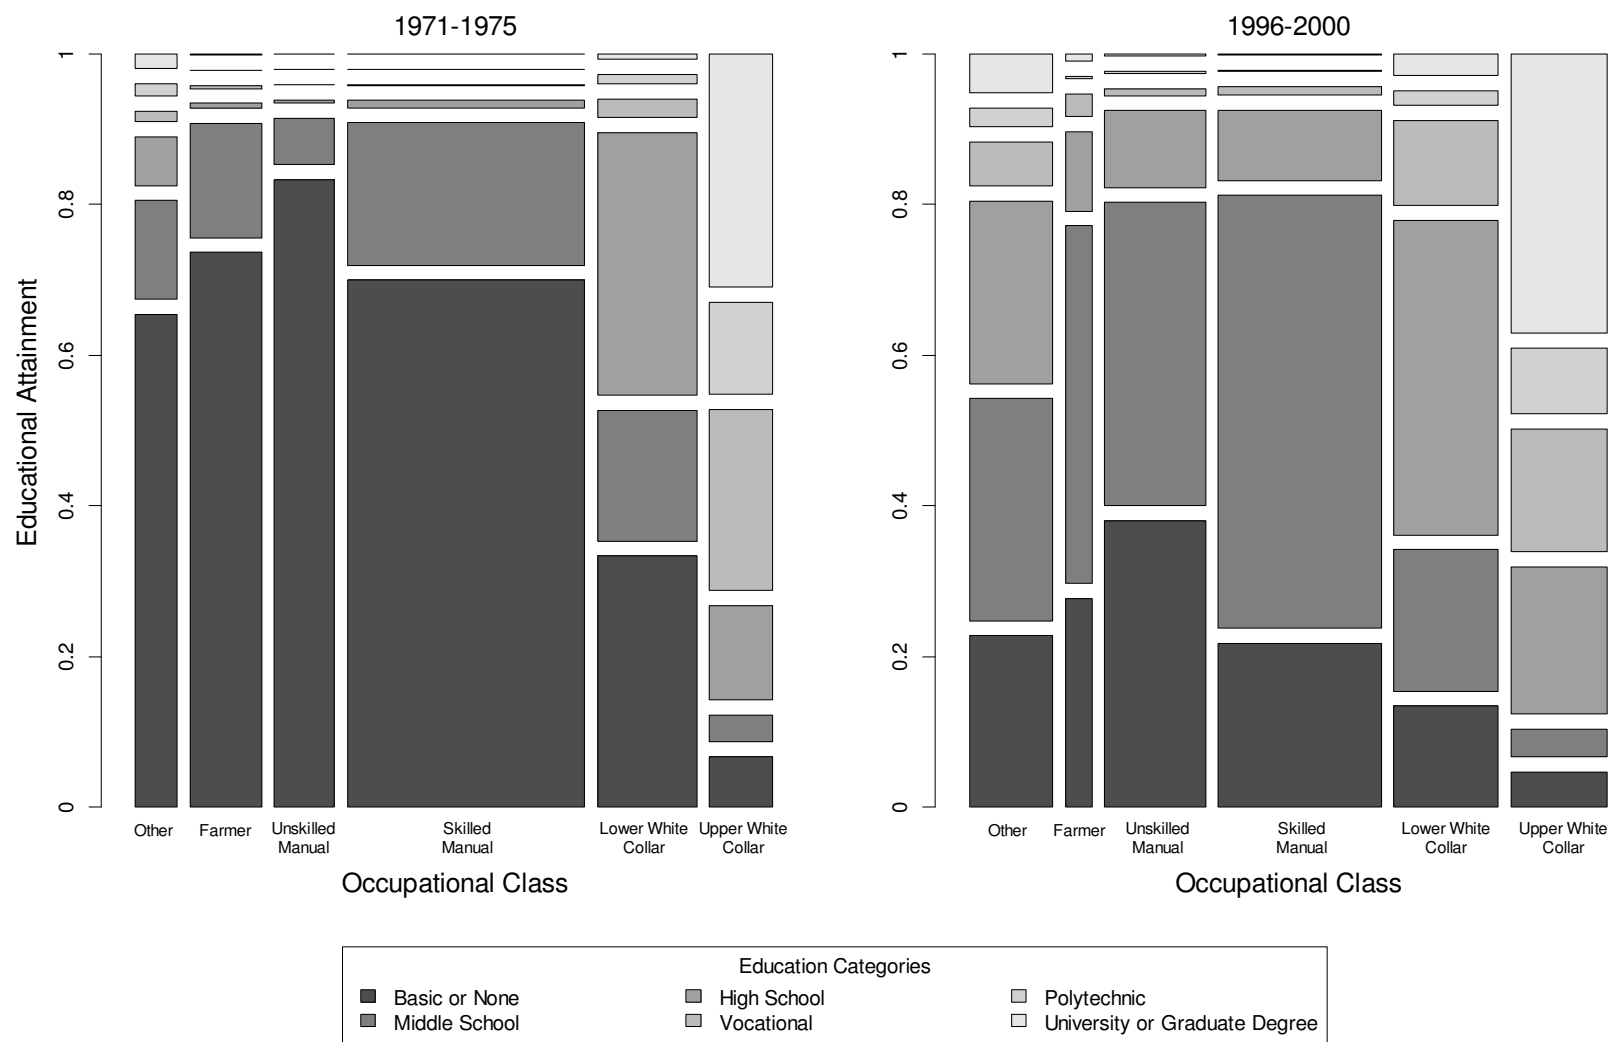 1971-1975
1996-2000
Educational Attainment
1
0.8
0.6
0.4
0.2
0
1
0.8
0.6
0.4
0.2
0
Other
Farmer
Unskilled
Manual
Skilled
Manual
Lower White
Collar
Upper White
Collar
Other
Farmer
Unskilled
Manual
Skilled
Manual
Lower White
Collar
Upper White
Collar
Occupational Class
Occupational Class
Education Categories
Basic or None
High School
Polytechnic
Middle School
Vocational
University or Graduate Degree